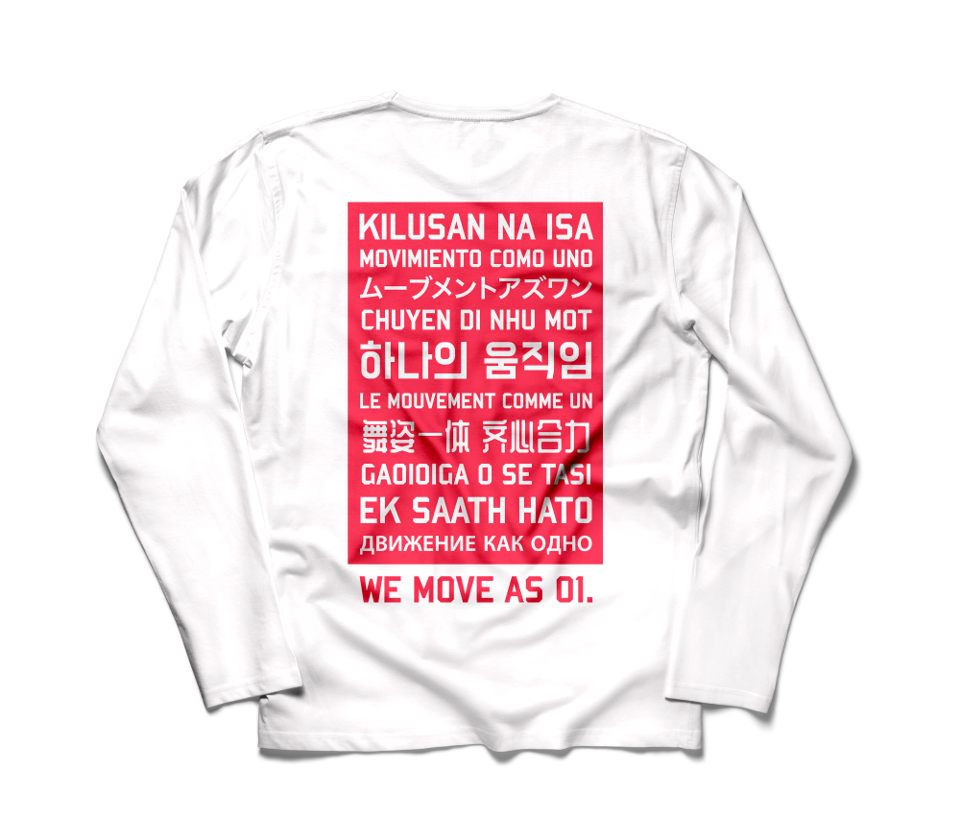 KILUSAN NA ISA
MOVIMIENTO COMO UNO
ムーブメントアズワン
CHUYEN DI NHU MOT
하나의 움직임
LE MOUVEMENT COMME UN
舞姿一体 齐心合力
GAOIOIGA O SE TASI
EK SAATH HATO
ДВИЖЕНИЕ КАК ОДНО
WE MOVE AS 01.